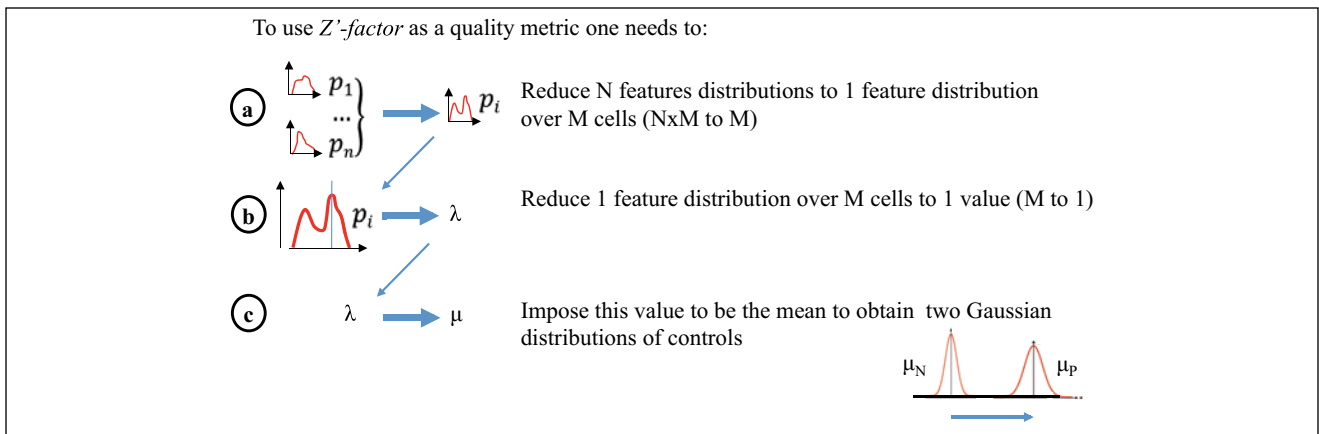 To use Z’-factor as a quality metric one needs to:
a
p1
...
pn
pi
Reduce N features distributions to 1 feature distribution
over M cells (NxM to M)
b
pi
λ
Reduce 1 feature distribution over M cells to 1 value (M to 1)
c
λ
μ
Impose this value to be the mean to obtain two Gaussian
distributions of controls
μN
μP